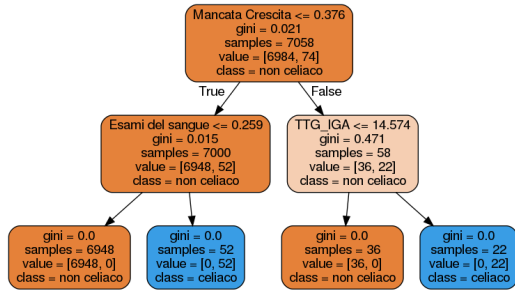 Mancata Crescita <= 0.376
gini = 0.021
samples = 7058
value = [6984, 74]
class = non celiaco
True
False
Esami del sangue <= 0.259
gini = 0.015
samples = 7000
value = [6948, 52]
class = non celiaco
TTG_IGA <= 14.574
gini = 0.471
samples = 58
value = [36, 22]
class = non celiaco
gini = 0.0
samples = 6948
value = [6948, 0]
class = non celiaco
gini = 0.0
samples = 52
value = [0, 52]
class = celiaco
gini = 0.0
samples = 36
value = [36, 0]
class = non celiaco
gini = 0.0
samples = 22
value = [0, 22]
class = celiaco